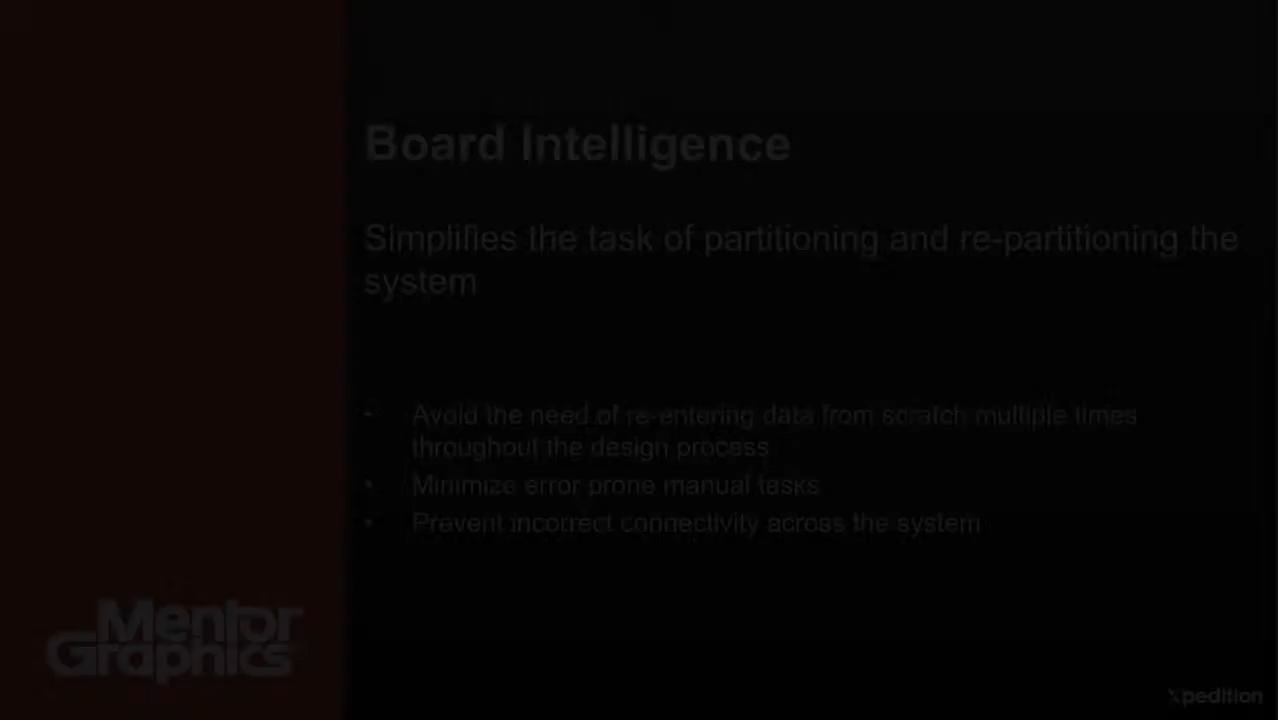 Board Intelligence
Simplifies the task of partitioning and re-partitioning the
system
• Avoid the need of re-entering data from scratch multiple times
throughout the design process
• Minimize error prone manual tasks
• Prevent incorrect connectivity across the system
Mentor
Graphics
Xpedition